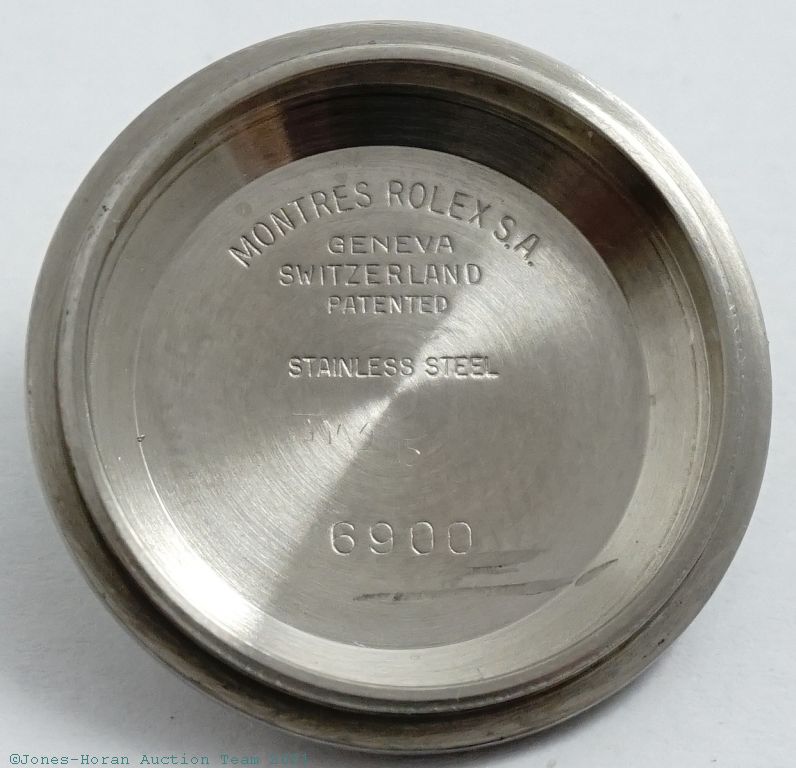 MONTRES ROLEX S.A.
GENEVA
SWITZERLAND
PATENTED
STAINLESS STEEL
6900
©Jones-Horan Auction Team